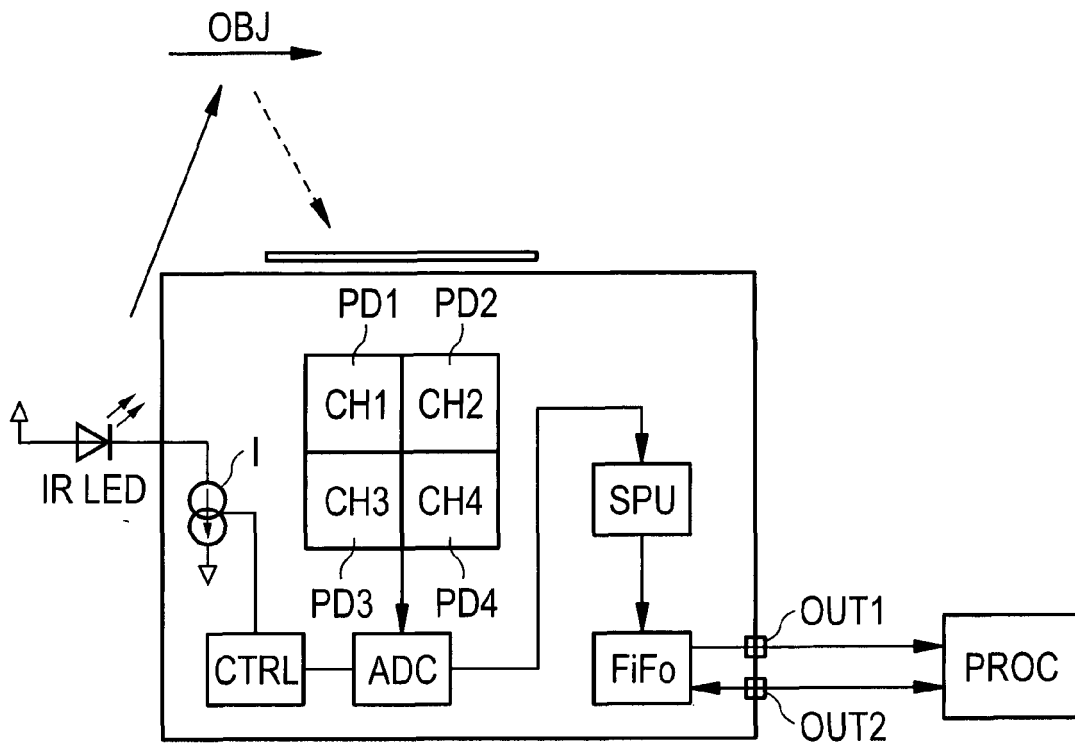 OBJ
PD1
PD2
CH1
CH2
IR LED
I
CH3
CH4
SPU
PD3
PD4
OUT1
CTRL
ADC
FiFo
PROC
OUT2